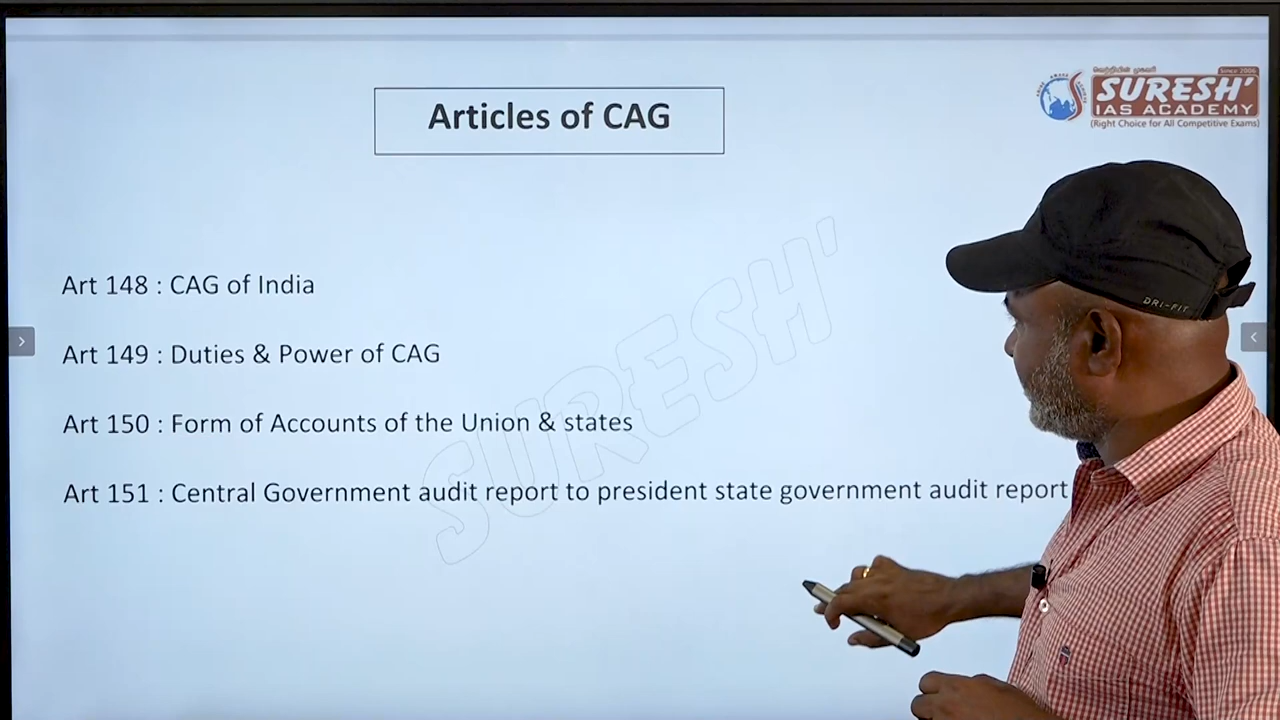 Articles of CAG
Since 2006
SURESH'
IAS ACADEMY
(Right Choice for All Competitive Exams)
Art 148 : CAG of India
Art 149 : Duties & Power of CAG
Art 150 : Form of Accounts of the Union & states
Art 151 : Central Government audit report to president state government audit report
SURESH'
DRI-FIT